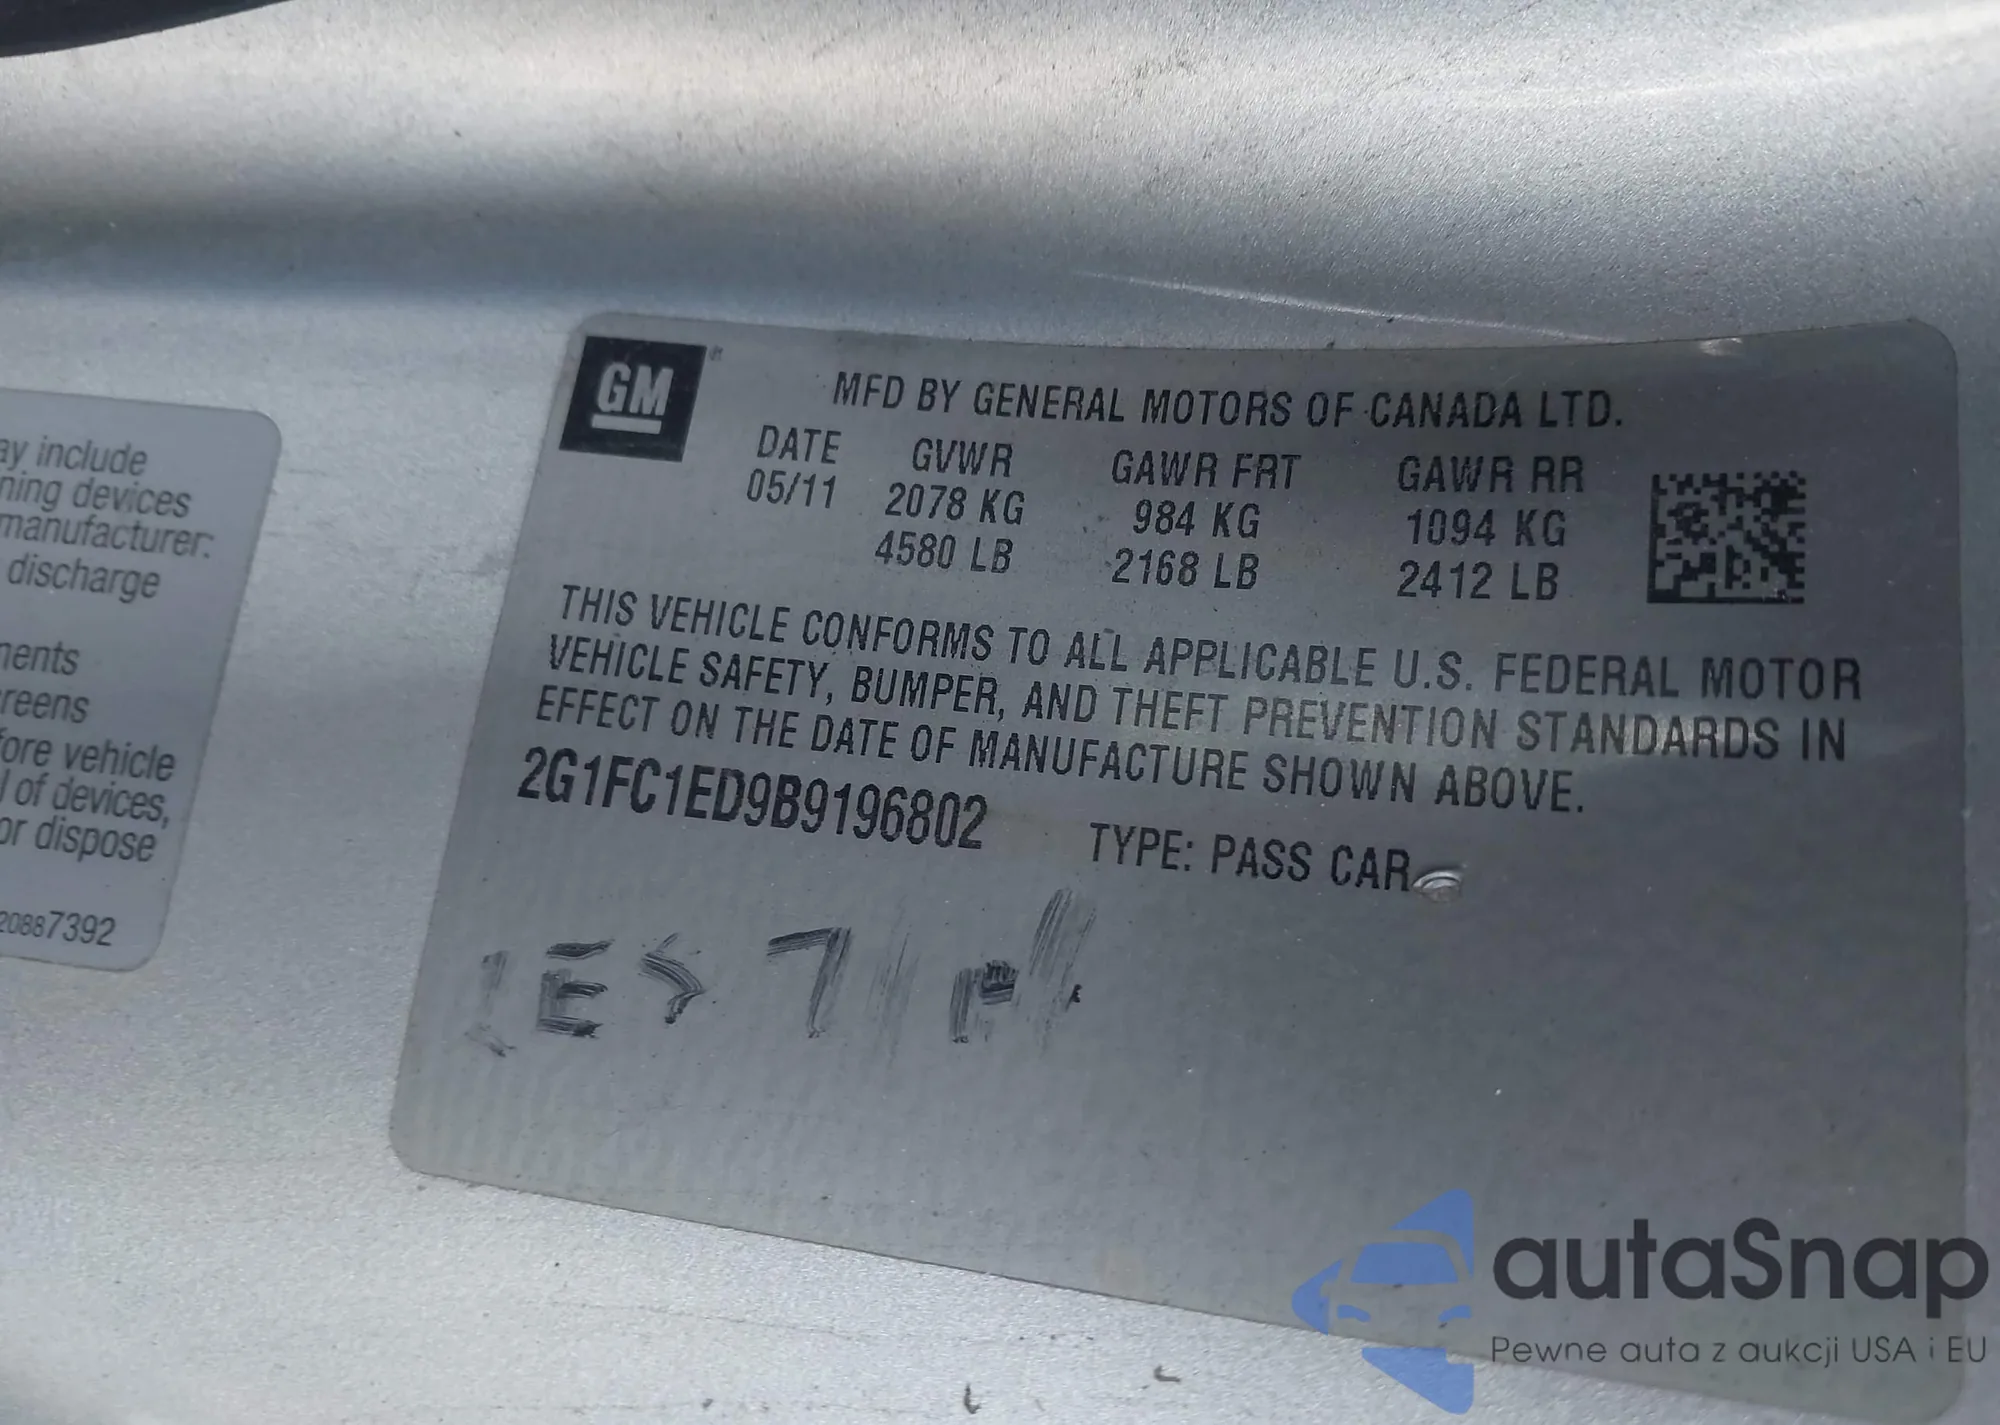 ay include
ning devices
manufacturer:
discharge
nents
reens
fore vehicle
l of devices,
or dispose
20887392
GM
MFD BY GENERAL MOTORS OF CANADA LTD.
DATE GVWR GAWR FRT GAWR RR
05/11 2078 KG 984 KG 1094 KG
4580 LB 2168 LB 2412 LB
THIS VEHICLE CONFORMS TO ALL APPLICABLE U.S. FEDERAL MOTOR
VEHICLE SAFETY, BUMPER, AND THEFT PREVENTION STANDARDS IN
EFFECT ON THE DATE OF MANUFACTURE SHOWN ABOVE.
2G1FC1ED9B9196802 TYPE: PASS CAR
autaSnap
Pewne auta z aukcji USA i EU